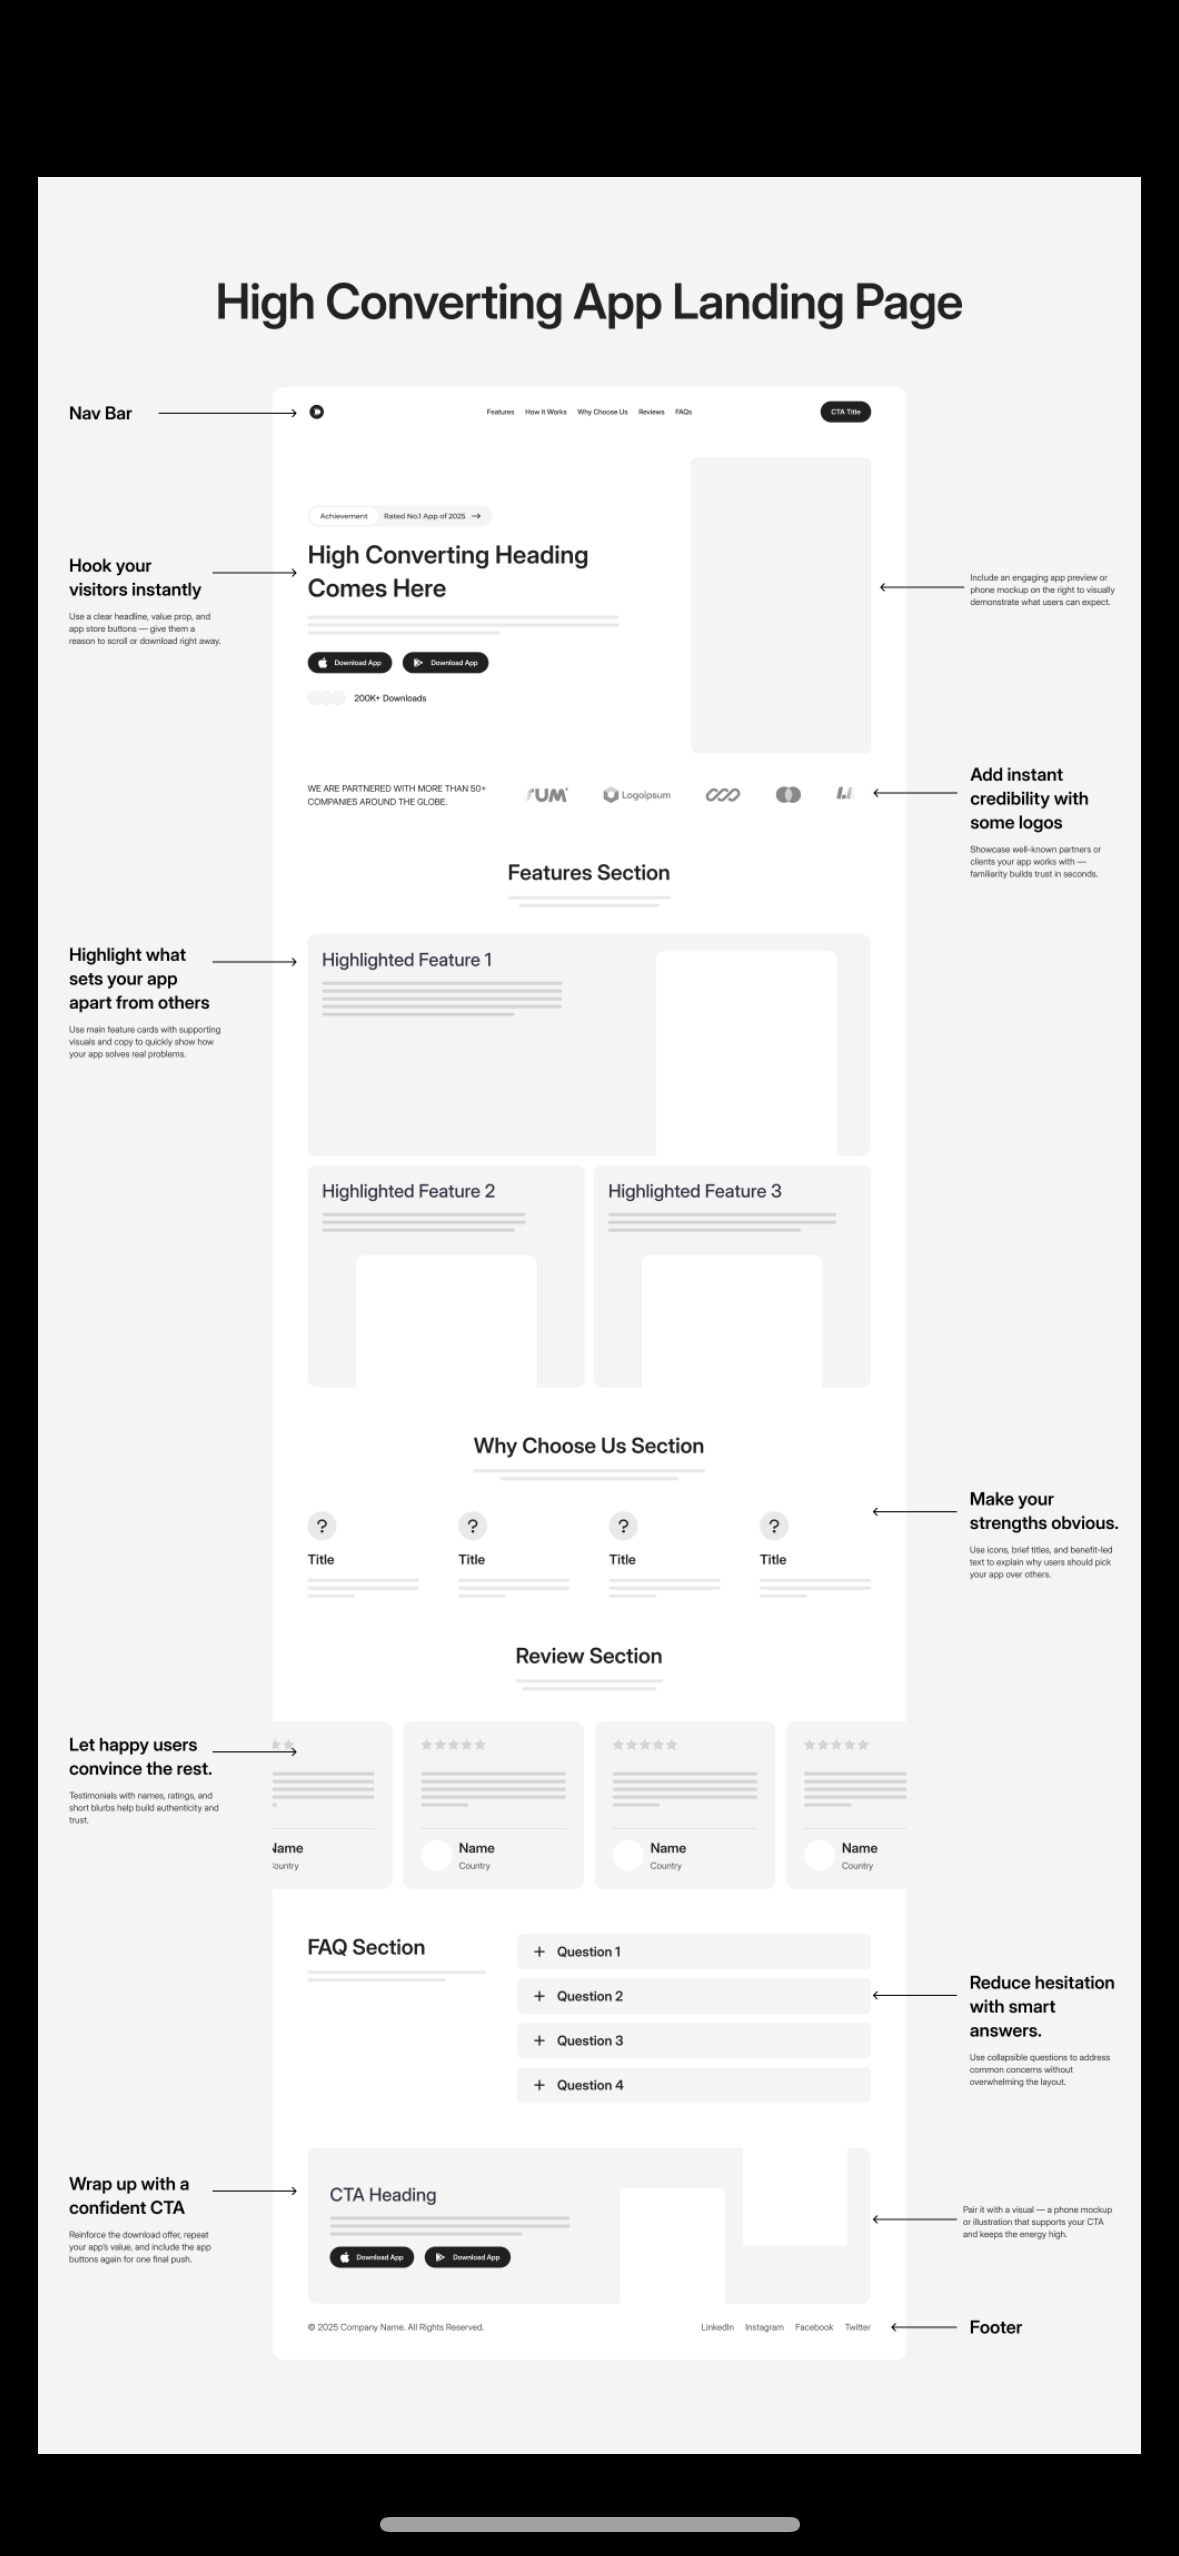 High Converting App Landing Page
Nav Bar
Features How It Works Why Choose Us Reviews FAQs
CTA Title
Achievement Rated No.1 App of 2025
High Converting Heading
Comes Here
Download App Download App
200K+ Downloads
Hook your
visitors instantly
Use a clear headline, value prop, and
app store buttons — give them a
reason to scroll or download right away.
Include an engaging app preview or
phone mockup on the right to visually
demonstrate what users can expect.
WE ARE PARTNERED WITH MORE THAN 50+
COMPANIES AROUND THE GLOBE.
Logoipsum
Add instant
credibility with
some logos
Showcase well-known partners or
clients your app works with —
familiarity builds trust in seconds.
Features Section
Highlight what
sets your app
apart from others
Use main feature cards with supporting
visuals and copy to quickly show how
your app solves real problems.
Highlighted Feature 1
Highlighted Feature 2
Highlighted Feature 3
Why Choose Us Section
? ? ? ?
Title Title Title Title
Make your
strengths obvious.
Use icons, brief titles, and benefit-led
text to explain why users should pick
your app over others.
Review Section
Let happy users
convince the rest.
Testimonials with names, ratings, and
short blurbs help build authenticity and
trust.
Name Name Name Name
Country Country Country Country
FAQ Section
Question 1
Question 2
Question 3
Question 4
Reduce hesitation
with smart
answers.
Use collapsible questions to address
common concerns without
overwhelming the layout.
Wrap up with a
confident CTA
Reinforce the download offer, repeat
your app's value, and include the app
buttons again for one final push.
CTA Heading
Download App Download App
Pair it with a visual — a phone mockup
or illustration that supports your CTA
and keeps the energy high.
© 2025 Company Name. All Rights Reserved.
LinkedIn Instagram Facebook Twitter
Footer